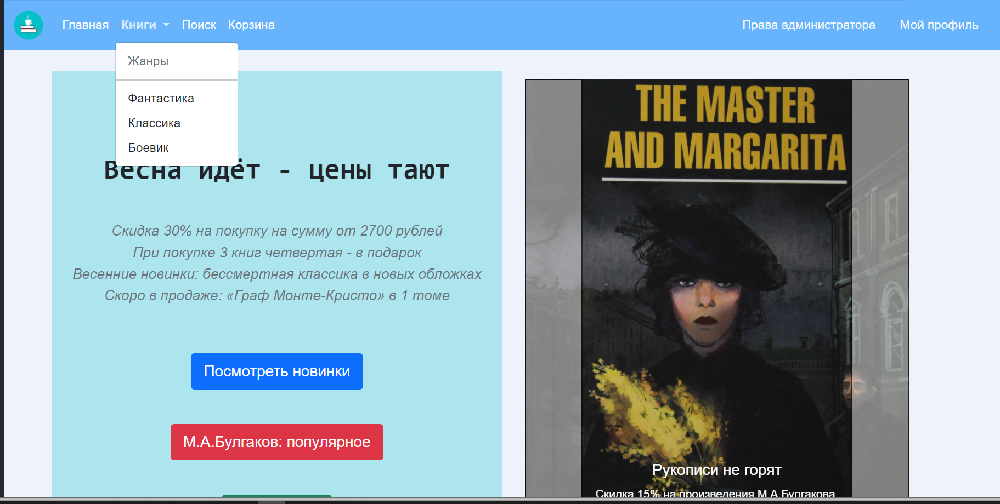 Главная Книги Поиск Корзина Права администратора Мой профиль
Жанры
Фантастика
Классика
Боевик
Весна идёт - цены тают
Скидка 30% на покупку на сумму от 2700 рублей
При покупке 3 книг четвертая - в подарок
Весенние новинки: бессмертная классика в новых обложках
Скоро в продаже: «Граф Монте-Кристо» в 1 томе
Посмотреть новинки
М.А.Булгаков: популярное
THE MASTER
AND MARGARITA
Рукописи не горят
Скидка 15% на произведения М.А.Булгакова.